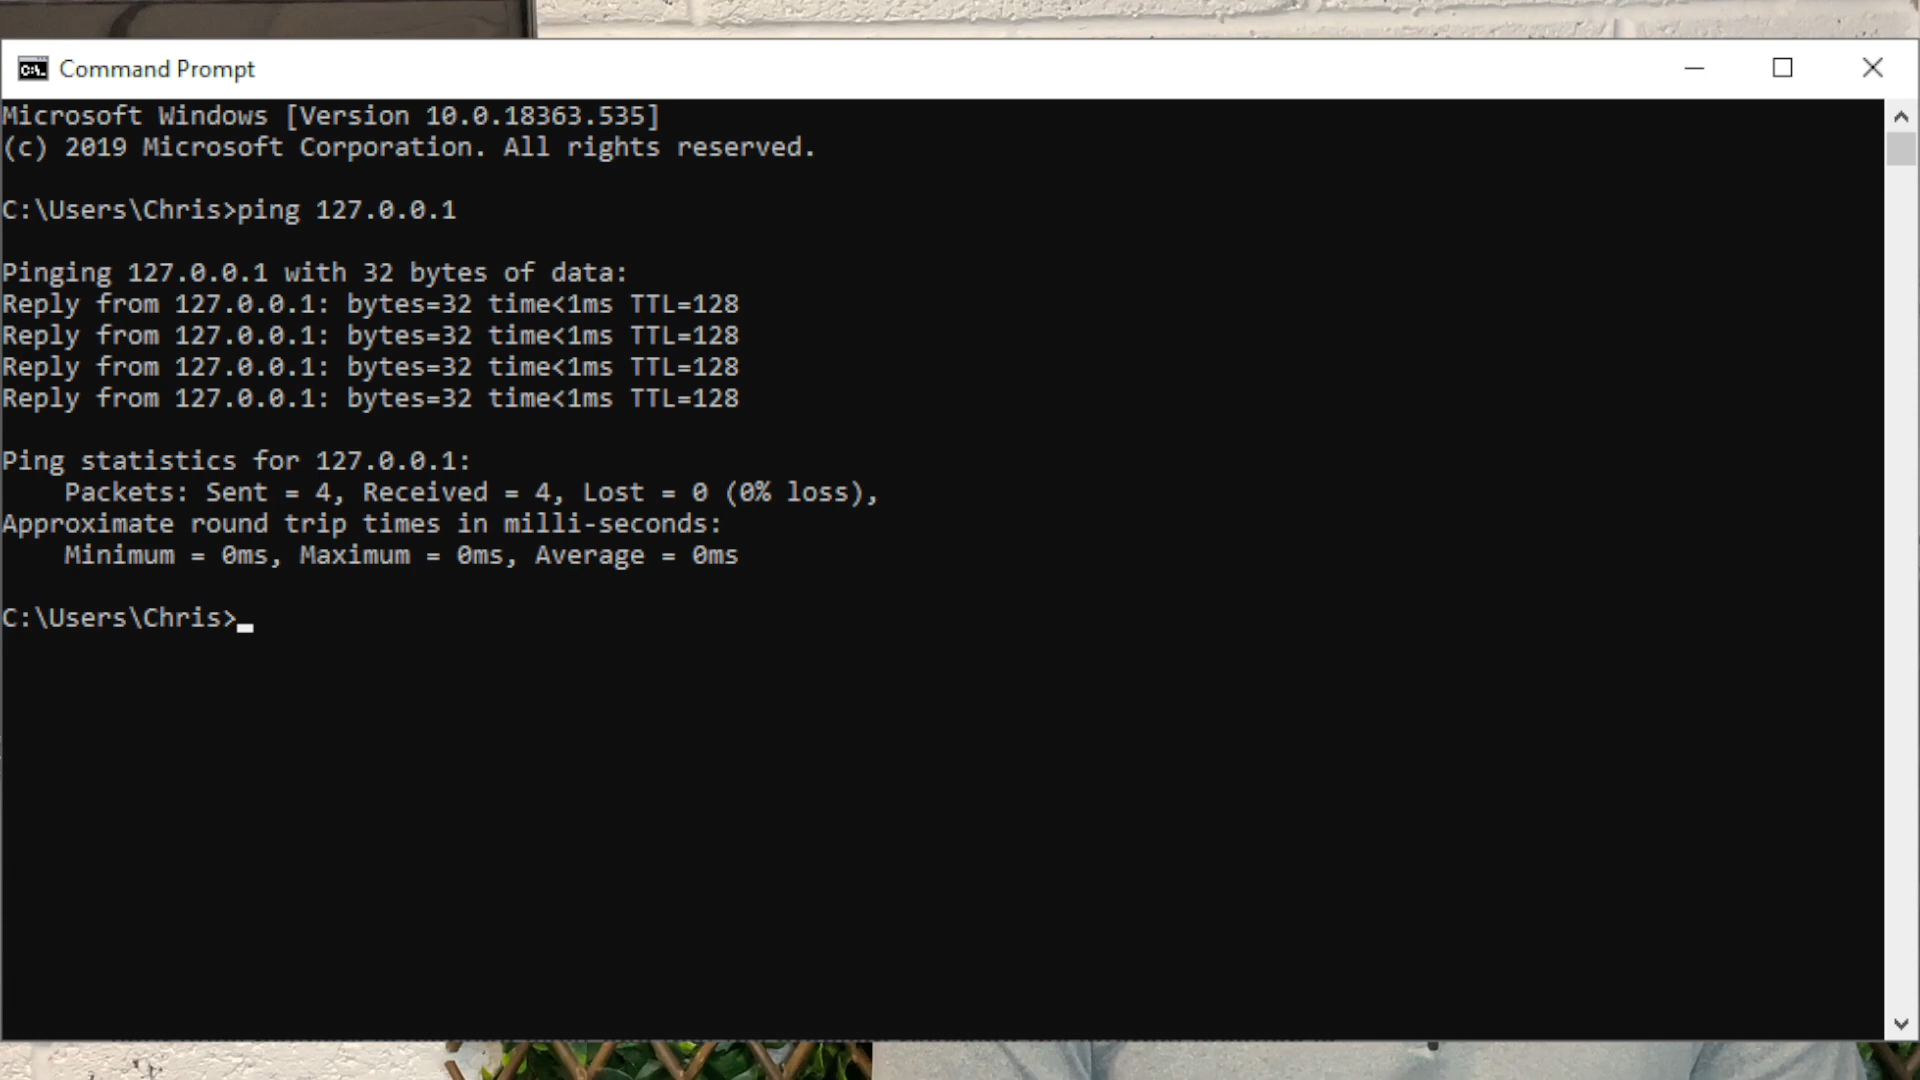 Command Prompt
Microsoft Windows [Version 10.0.18363.535]
(c) 2019 Microsoft Corporation. All rights reserved.
C:\Users\Chris>ping 127.0.0.1
Pinging 127.0.0.1 with 32 bytes of data:
Reply from 127.0.0.1: bytes=32 time<1ms TTL=128
Reply from 127.0.0.1: bytes=32 time<1ms TTL=128
Reply from 127.0.0.1: bytes=32 time<1ms TTL=128
Reply from 127.0.0.1: bytes=32 time<1ms TTL=128
Ping statistics for 127.0.0.1:
    Packets: Sent = 4, Received = 4, Lost = 0 (0% loss),
Approximate round trip times in milli-seconds:
    Minimum = 0ms, Maximum = 0ms, Average = 0ms
C:\Users\Chris>